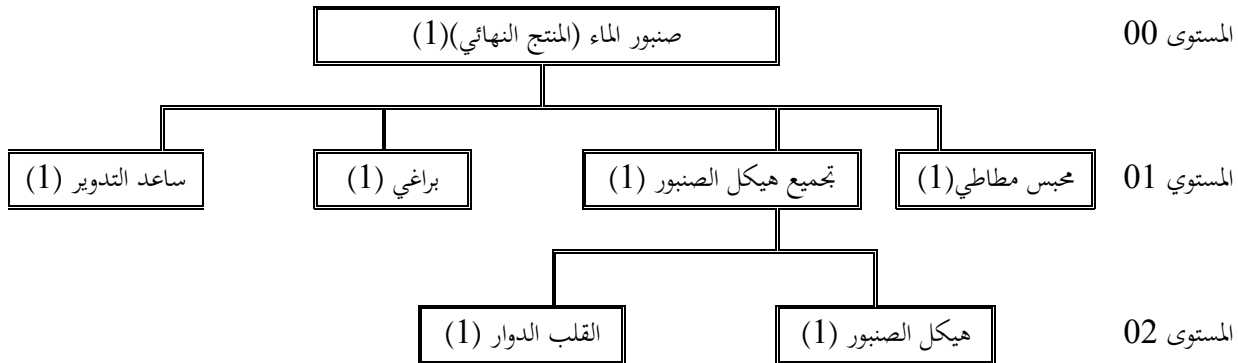 المستوى 00
صنبور الماء (المنتج النهائي)(1)
المستوي 01
محبس مطاطي(1)
تجميع هيكل الصنبور (1)
براغي (1)
ساعد التدوير (1)
المستوى 02
هيكل الصنبور (1)
القلب الدوار (1)